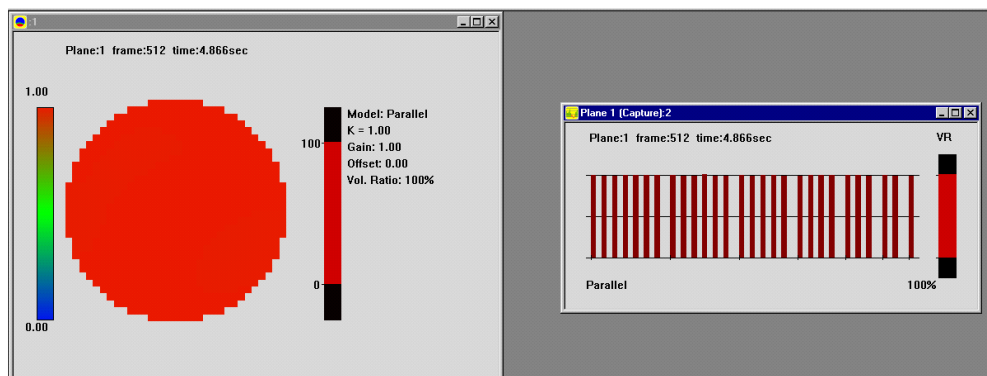 :1
Plane:1 frame:512 time:4.866sec
1.00
0.00
100
0
Model: Parallel
K = 1.00
Gain: 1.00
Offset: 0.00
Vol. Ratio: 100%
Plane 1 (Capture):2
Plane:1 frame:512 time:4.866sec
VR
Parallel
100%